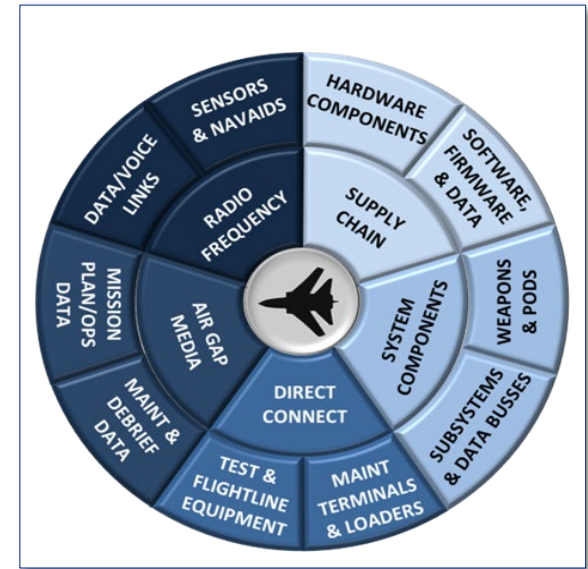 SENSORS
& NAVAIDS
HARDWARE
COMPONENTS
SOFTWARE,
FIRMWARE
& DATA
WEAPONS
& PODS
SUBSYSTEMS
& DATA BUSSES
MAINT
TERMINALS
& LOADERS
TEST &
FLIGHTLINE
EQUIPMENT
MAINT &
DEBRIEF
DATA
MISSION
PLAN/OPS
DATA
DATA/VOICE
LINKS
RADIO
FREQUENCY
SUPPLY
CHAIN
SYSTEM
COMPONENTS
DIRECT
CONNECT
AIR GAP
MEDIA